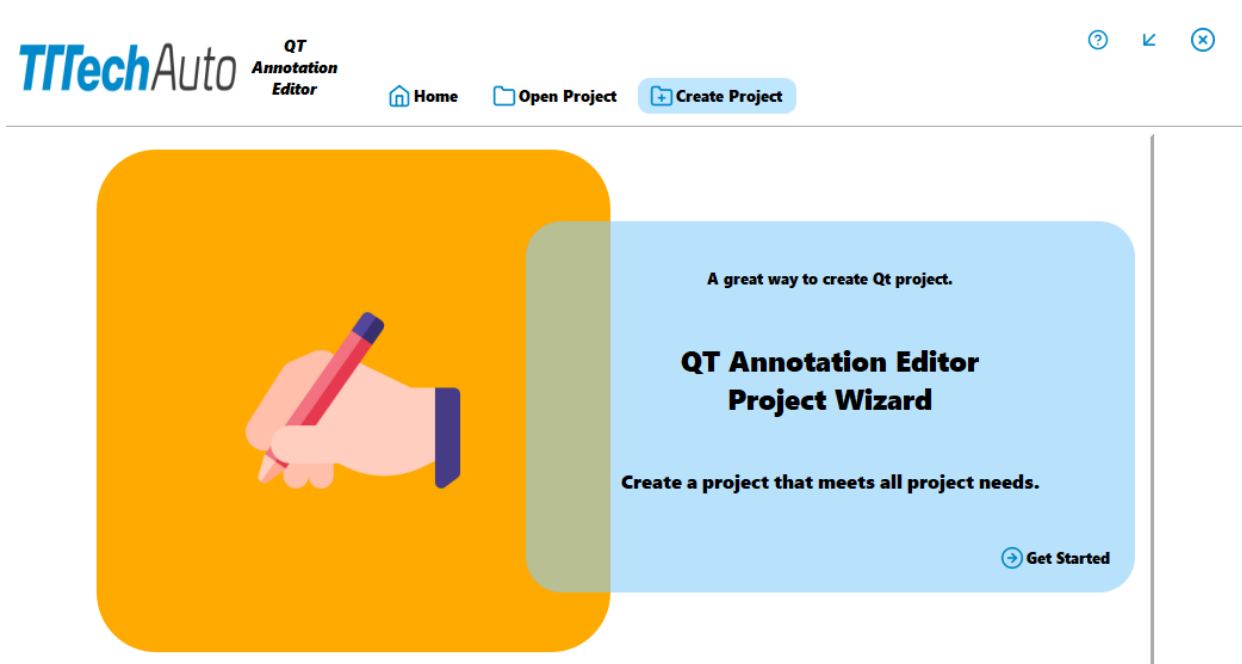 TTTechAuto
QT
Annotation
Editor
Home
Open Project
Create Project
A great way to create Qt project.
QT Annotation Editor
Project Wizard
Create a project that meets all project needs.
Get Started